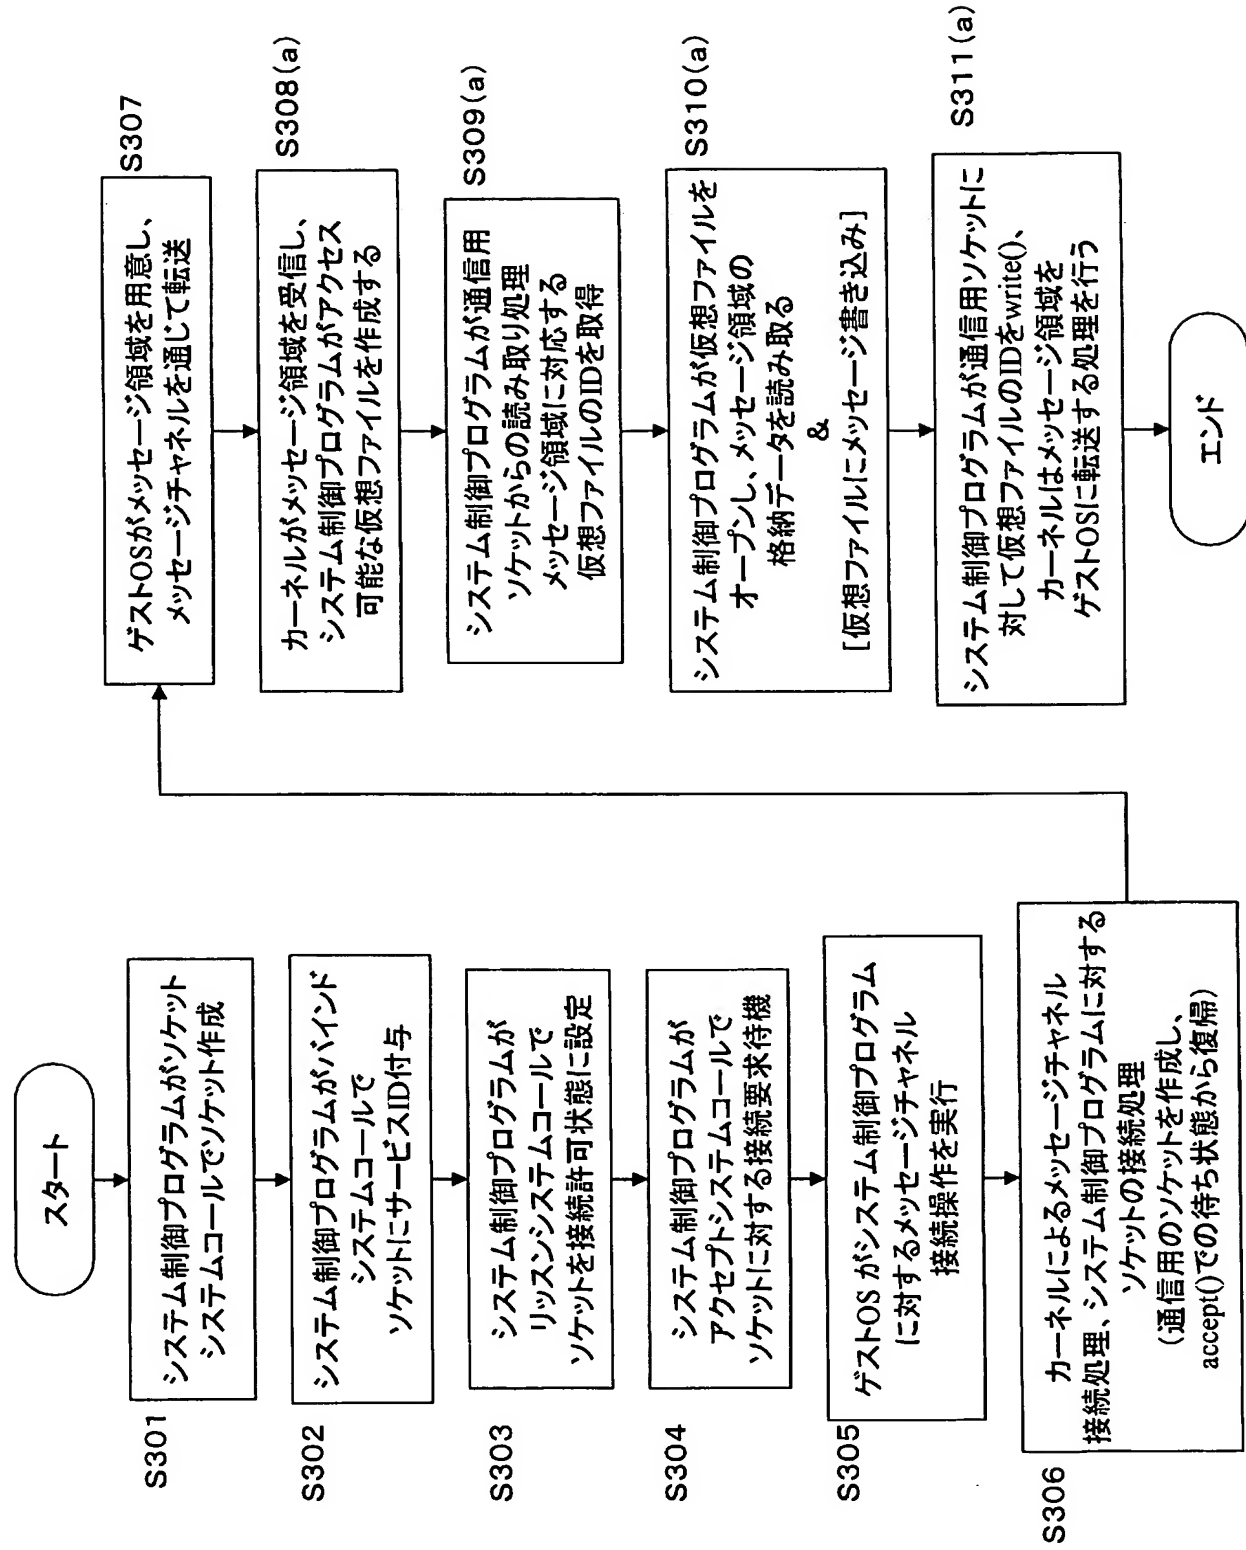 スタート
S301
システム制御プログラムがソケット
システムコールでソケット作成
S302
システム制御プログラムがバインド
システムコールで
ソケットにサービスID付与
S303
システム制御プログラムが
リッスンシステムコールで
ソケットを接続許可状態に設定
S304
システム制御プログラムが
アクセプトシステムコールで
ソケットに対する接続要求待機
S305
ゲストOS がシステム制御プログラム
に対するメッセージチャネル
接続操作を実行
S306
カーネルによるメッセージチャネル
接続処理、システム制御プログラムに対する
ソケットの接続処理
(通信用のソケットを作成し、
accept()での待ち状態から復帰)
S307
ゲストOSがメッセージ領域を用意し、
メッセージチャネルを通じて転送
S308(a)
カーネルがメッセージ領域を受信し、
システム制御プログラムがアクセス
可能な仮想ファイルを作成する
S309(a)
システム制御プログラムが通信用
ソケットからの読み取り処理
メッセージ領域に対応する
仮想ファイルのIDを取得
S310(a)
システム制御プログラムが仮想ファイルを
オープンし、メッセージ領域の
格納データを読み取る
&
[仮想ファイルにメッセージ書き込み]
S311(a)
システム制御プログラムが通信用ソケットに
対して仮想ファイルのIDをwrite()、
カーネルはメッセージ領域を
ゲストOSに転送する処理を行う
エンド